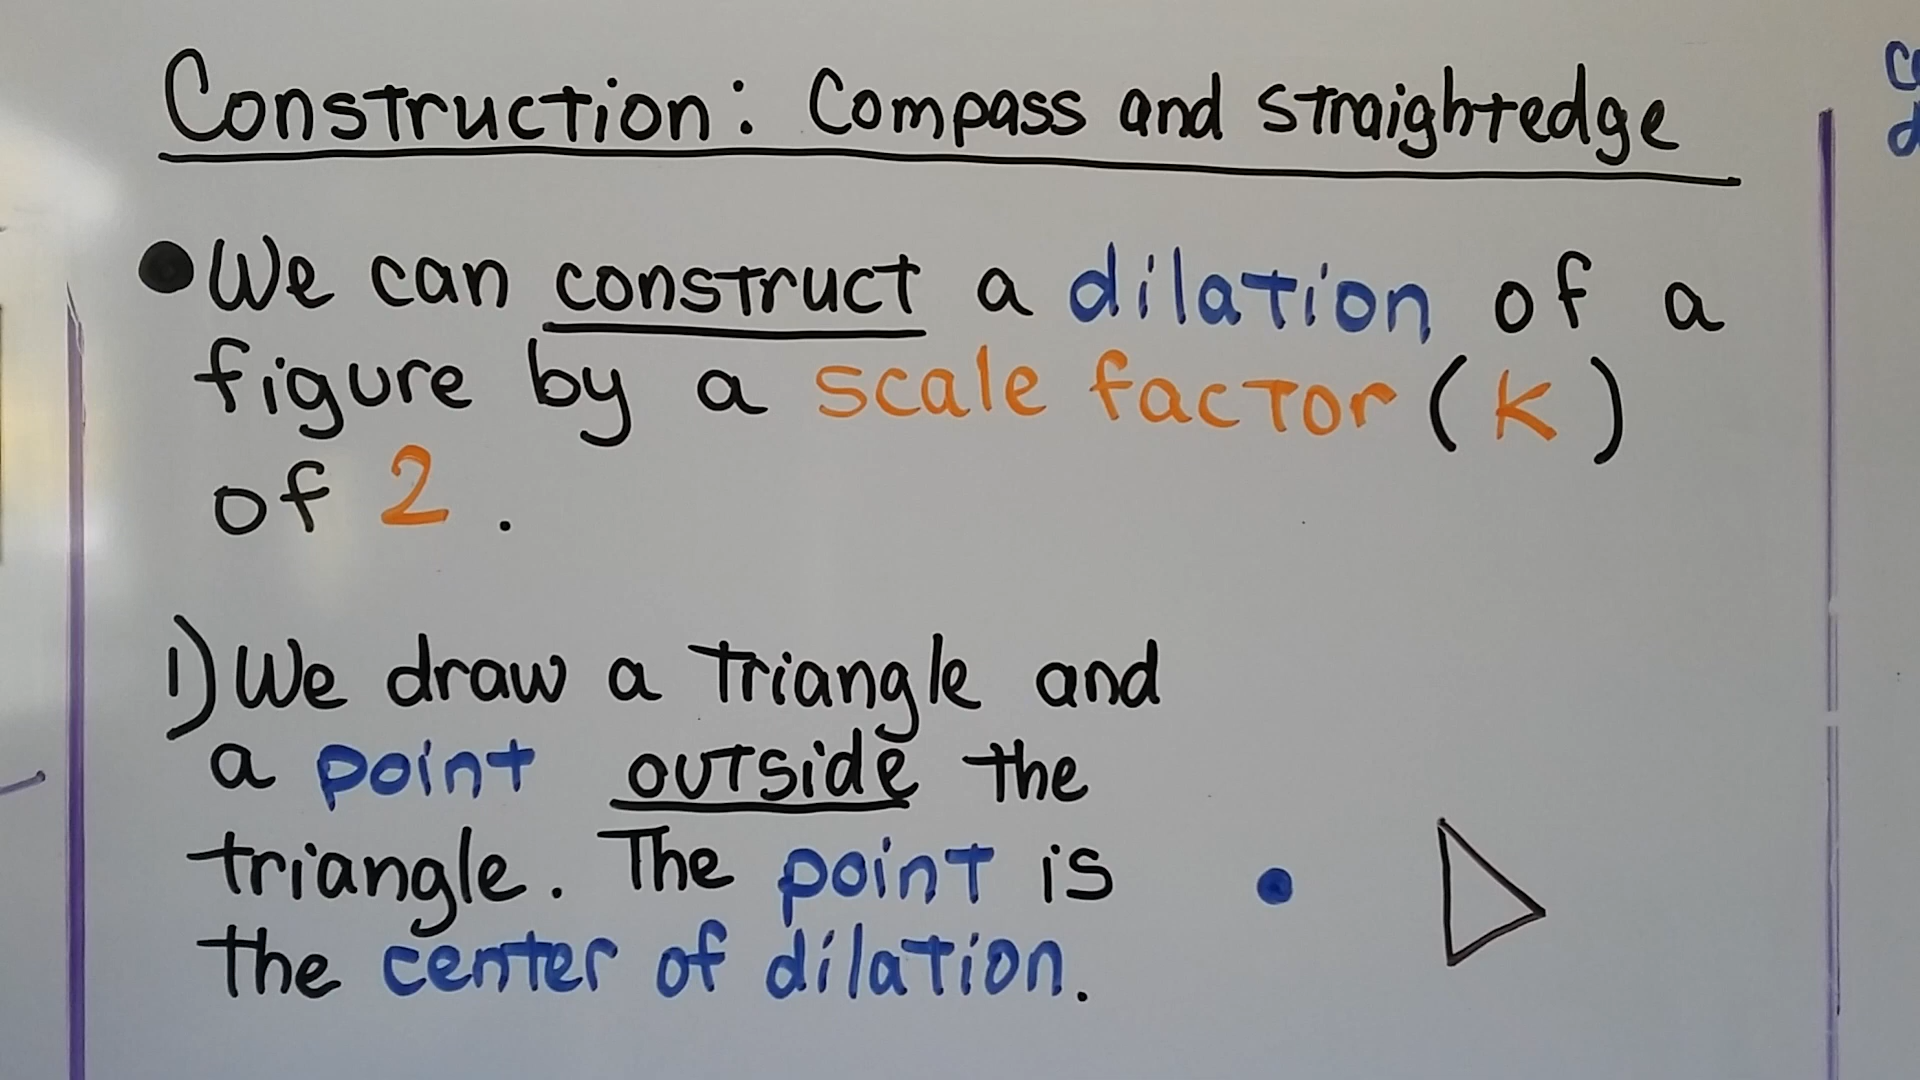 Construction: Compass and straightedge
We can construct a dilation of a
figure by a scale factor (K)
of 2.
1) We draw a triangle and
a point outside the
triangle. The point is
the center of dilation.